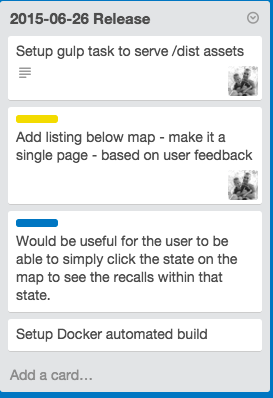 2015-06-26 Release
Setup gulp task to serve /dist assets
Add listing below map - make it a
single page - based on user feedback
Would be useful for the user to be
able to simply click the state on
the map to see the recalls within that
state.
Setup Docker automated build
Add a card…